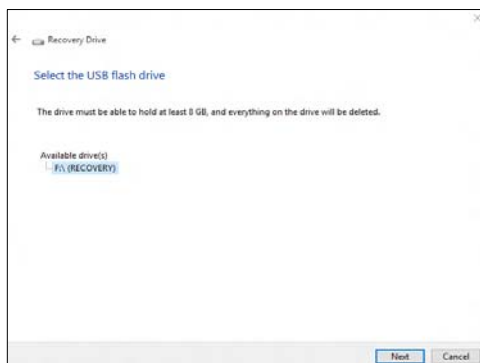 Recovery Drive
Select the USB flash drive
The drive must be able to hold at least 8 GB, and everything on the drive will be deleted.
Available drive(s)
F:\ (RECOVERY)
Next Cancel